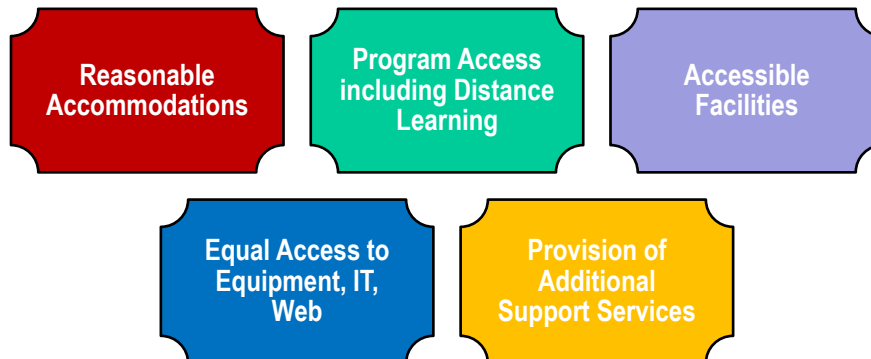 Reasonable
Accommodations
Program Access
including Distance
Learning
Accessible
Facilities
Equal Access to
Equipment, IT,
Web
Provision of
Additional
Support Services